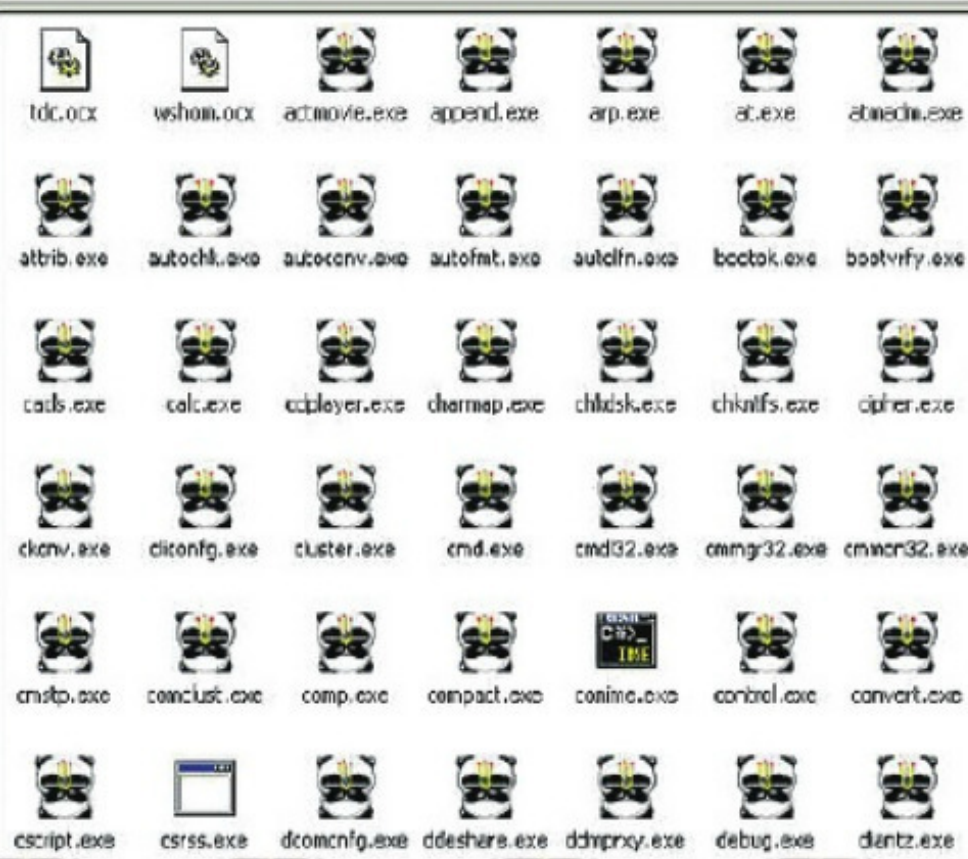 tdc.ocx wshom.ocx actmovie.exe append.exe arp.exe at.exe atmadm.exe
attrib.exe autochk.exe autoconv.exe autofmt.exe autolfn.exe bootok.exe bootvrfy.exe
cacls.exe calc.exe cdplayer.exe charmap.exe chkdsk.exe chkntfs.exe cipher.exe
ckcnv.exe cliconfg.exe cluster.exe cmd.exe cmdl32.exe cmmgr32.exe cmmon32.exe
C:\>_
IME
cmstp.exe comclust.exe comp.exe compact.exe conime.exe control.exe convert.exe
cscript.exe csrss.exe dcomcnfg.exe ddeshare.exe ddmprxy.exe debug.exe diantz.exe